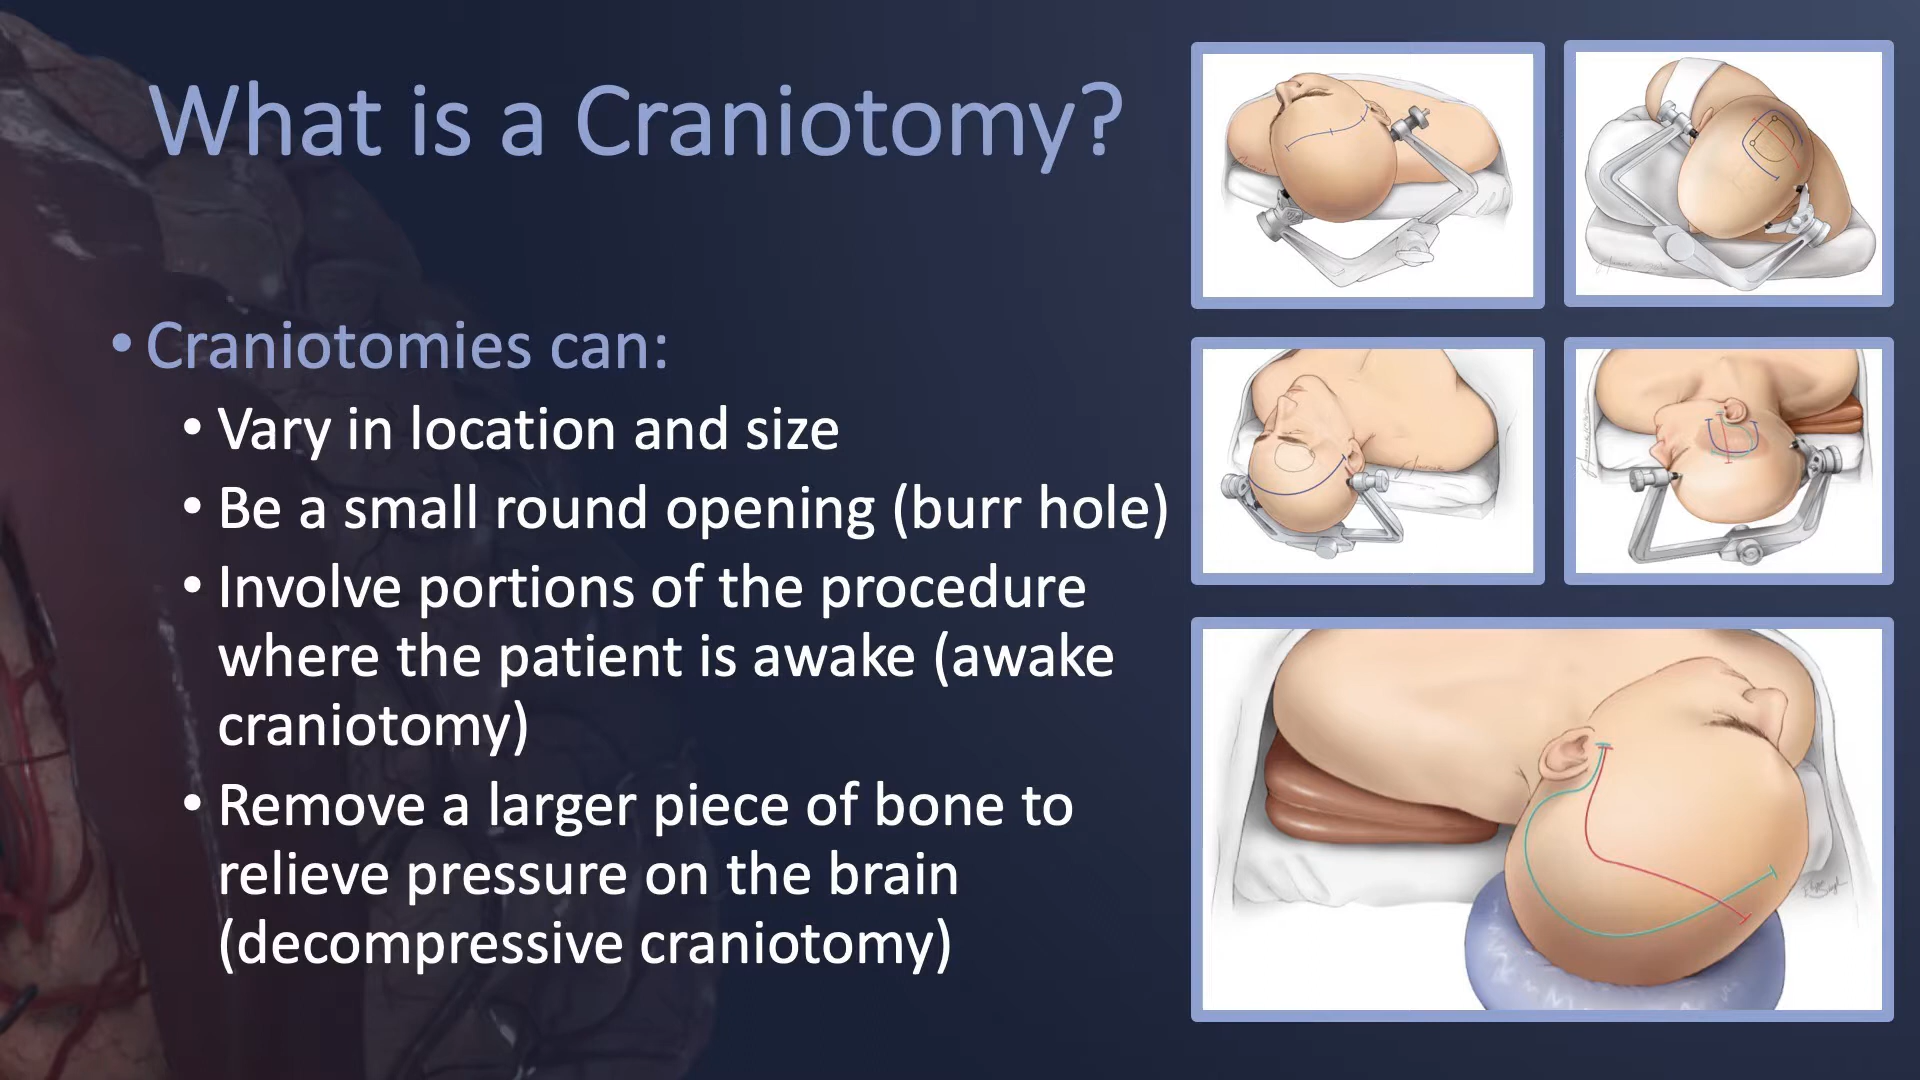 What is a Craniotomy?
• Craniotomies can:
• Vary in location and size
• Be a small round opening (burr hole)
• Involve portions of the procedure
where the patient is awake (awake
craniotomy)
• Remove a larger piece of bone to
relieve pressure on the brain
(decompressive craniotomy)